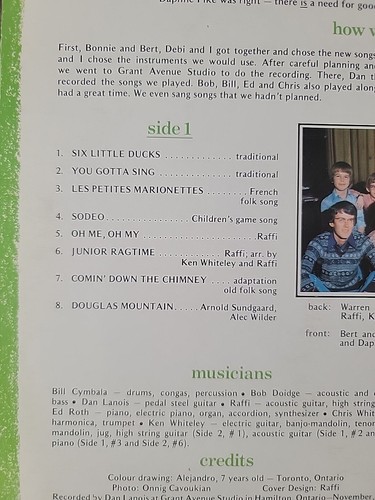 Daphne Pike was right — there is a need for good
how w
First, Bonnie and Bert, Debi and I got together and chose the new songs
and I chose the instruments we would use. After careful planning an
we went to Grant Avenue Studio to do the recording. There, Dan t
recorded the songs we played. Bob, Bill, Ed and Chris also played alon
had a great time. We even sang songs that we hadn't planned.
side 1
1. SIX LITTLE DUCKS . . . . . . . . . . . . . traditional
2. YOU GOTTA SING . . . . . . . . . . . . . . traditional
3. LES PETITES MARIONETTES . . . . . . . . French
folk song
4. SODEO . . . . . . . . . . . . . . . . Children's game song
5. OH ME, OH MY . . . . . . . . . . . . . . . . . . . . . .Raffi
6. JUNIOR RAGTIME . . . . . . . . . . . . Raffi; arr. by
Ken Whiteley and Raffi
7. COMIN' DOWN THE CHIMNEY . . . . adaptation
old folk song
8. DOUGLAS MOUNTAIN . . . . . Arnold Sundgaard,
Alec Wilder
back: Warren
Raffi, K
front: Bert and
and Dap
musicians
Bill Cymbala — drums, congas, percussion • Bob Doidge — acoustic and e
bass • Dan Lanois — pedal steel guitar • Raffi — acoustic guitar, high string
Ed Roth — piano, electric piano, organ, accordion, synthesizer • Chris Whit
harmonica, trumpet • Ken Whiteley — electric guitar, banjo-mandolin, tenor
mandolin, jug, high string guitar (Side 2, #1), acoustic guitar (Side 1, #2 an
piano (Side 1, #3 and Side 2, #6).
credits
Colour drawing: Alejandro, 7 years old — Toronto, Ontario
Photo: Onnig Cavoukian Cover Design: Raffi
Recorded by Dan Lanois at Grant Avenue Studio in Hamilton, Ontario–November